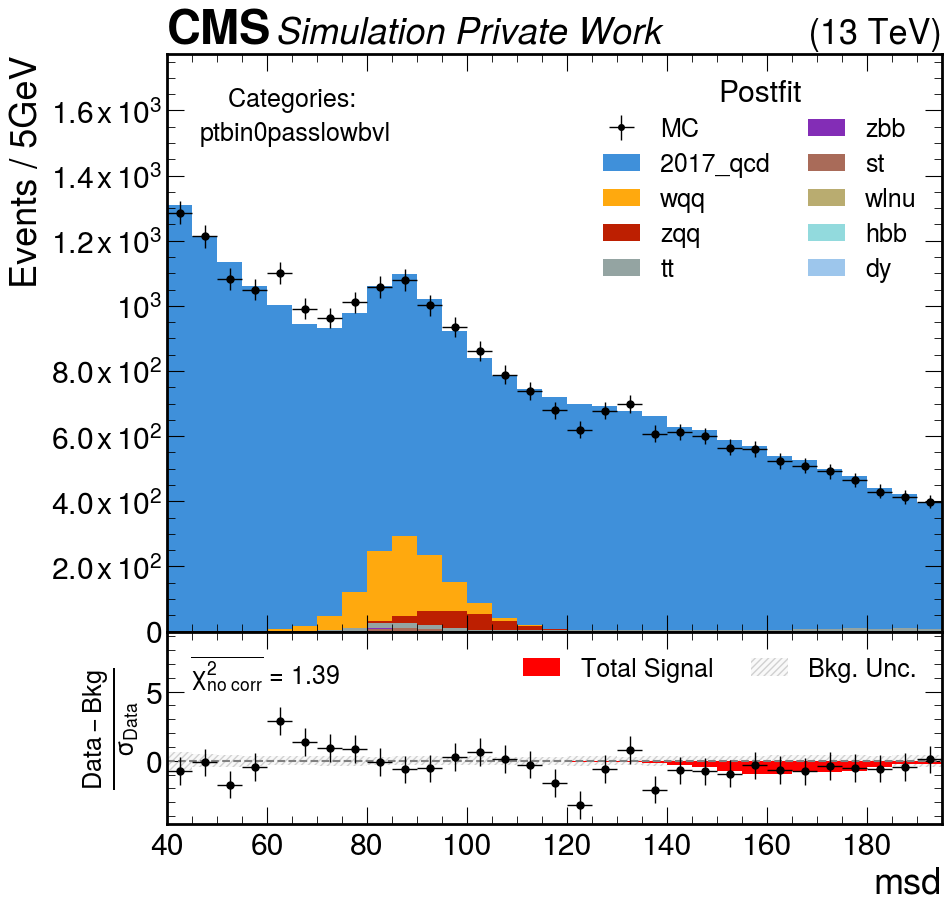 CMS Simulation Private Work (13 TeV)
Events / 5GeV
1.6 x 10³
1.4 x 10³
1.2 x 10³
10³
8.0 x 10²
6.0 x 10²
4.0 x 10²
2.0 x 10²
0
Categories:
ptbin0passlowbvl
Postfit
MC
2017_qcd
wqq
zqq
tt
zbb
st
wlnu
hbb
dy
Data – Bkg
σ_Data
5
0
χ²_no corr = 1.39
Total Signal
Bkg. Unc.
40 60 80 100 120 140 160 180
msd